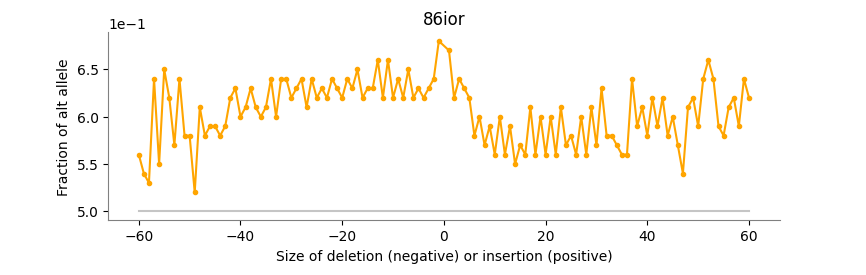 86ior
1e−1
Fraction of alt allele
6.5
6.0
5.5
5.0
−60 −40 −20 0 20 40 60
Size of deletion (negative) or insertion (positive)